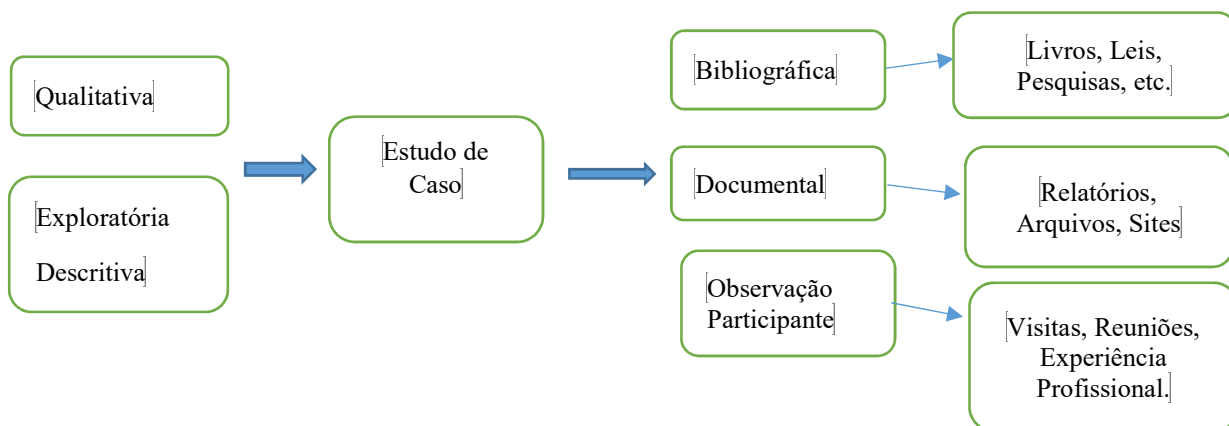 Qualitativa
Exploratória
Descritiva
Estudo de
Caso
Bibliográfica
Livros, Leis,
Pesquisas, etc.
Documental
Relatórios,
Arquivos, Sites
Observação
Participante
Visitas, Reuniões,
Experiência
Profissional.